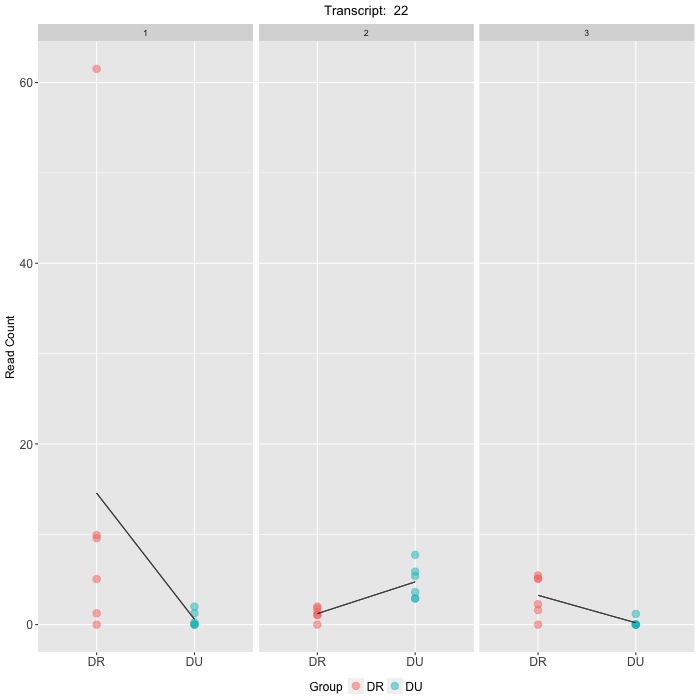 Transcript:  22
1 2 3
Read Count
60
40
20
0
DR DU DR DU DR DU
Group DR DU